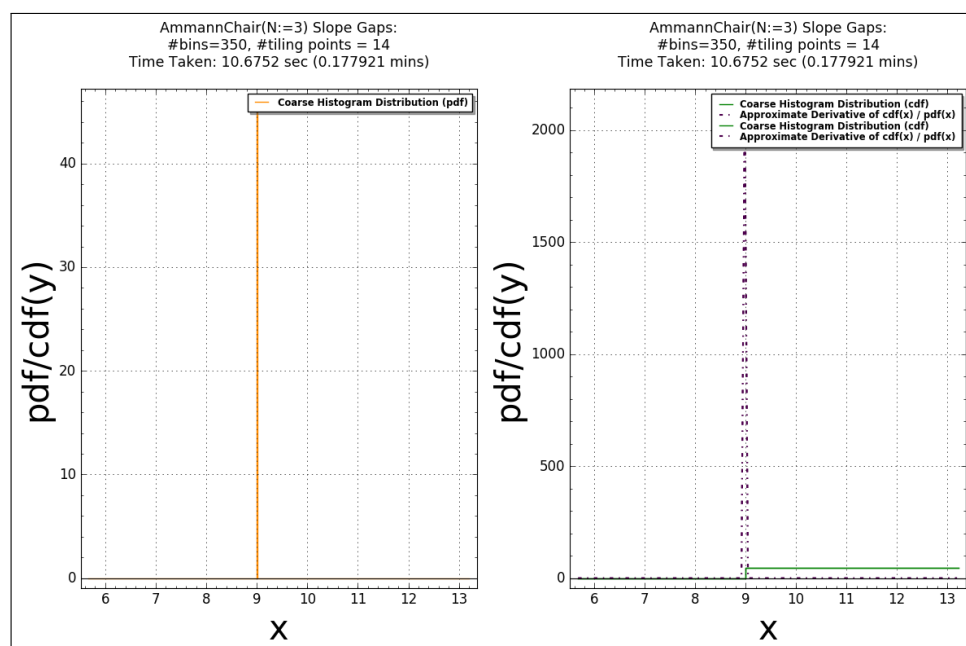 AmmannChair(N:=3) Slope Gaps:
#bins=350, #tiling points = 14
Time Taken: 10.6752 sec (0.177921 mins)
Coarse Histogram Distribution (pdf)
40
30
20
10
0
pdf/cdf(y)
6 7 8 9 10 11 12 13
x
AmmannChair(N:=3) Slope Gaps:
#bins=350, #tiling points = 14
Time Taken: 10.6752 sec (0.177921 mins)
Coarse Histogram Distribution (cdf)
Approximate Derivative of cdf(x) / pdf(x)
Coarse Histogram Distribution (cdf)
Approximate Derivative of cdf(x) / pdf(x)
2000
1500
1000
500
0
pdf/cdf(y)
6 7 8 9 10 11 12 13
x